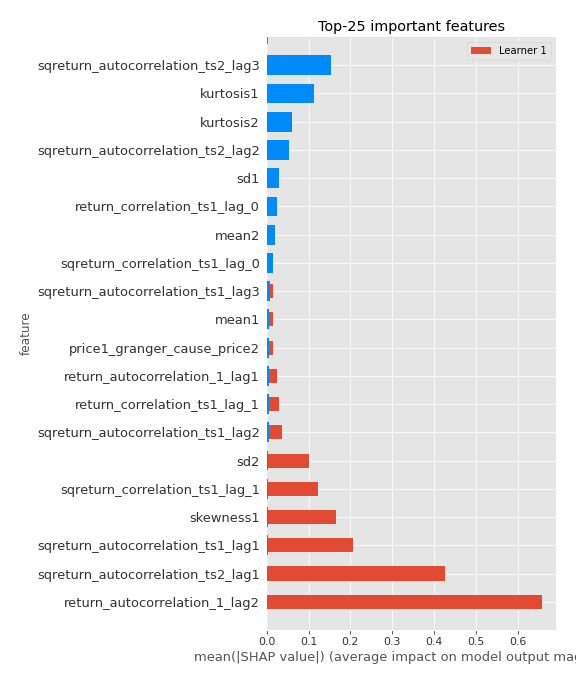 Top-25 important features
Learner 1
sqreturn_autocorrelation_ts2_lag3
kurtosis1
kurtosis2
sqreturn_autocorrelation_ts2_lag2
sd1
return_correlation_ts1_lag_0
mean2
sqreturn_correlation_ts1_lag_0
sqreturn_autocorrelation_ts1_lag3
mean1
price1_granger_cause_price2
return_autocorrelation_1_lag1
return_correlation_ts1_lag_1
sqreturn_autocorrelation_ts1_lag2
sd2
sqreturn_correlation_ts1_lag_1
skewness1
sqreturn_autocorrelation_ts1_lag1
sqreturn_autocorrelation_ts2_lag1
return_autocorrelation_1_lag2
feature
0.0 0.1 0.2 0.3 0.4 0.5 0.6
mean(|SHAP value|) (average impact on model output mag